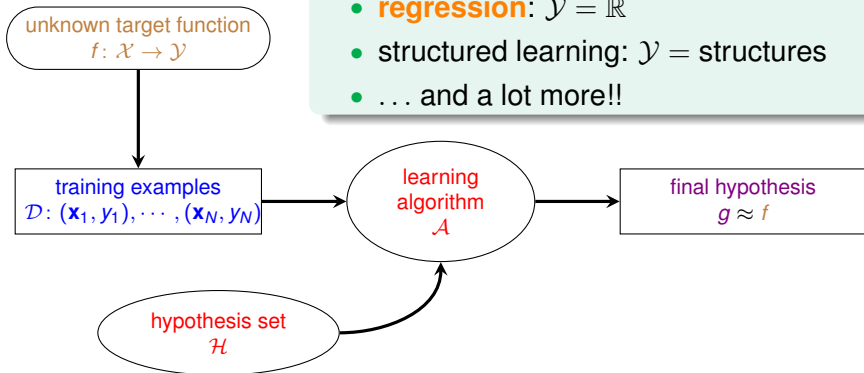 • regression: 𝒴 = ℝ
• structured learning: 𝒴 = structures
• … and a lot more!!
unknown target function
f : 𝒳 → 𝒴
training examples
𝒟 : (x₁, y₁), ⋯ , (x_N, y_N)
learning
algorithm
𝒜
final hypothesis
g ≈ f
hypothesis set
ℋ